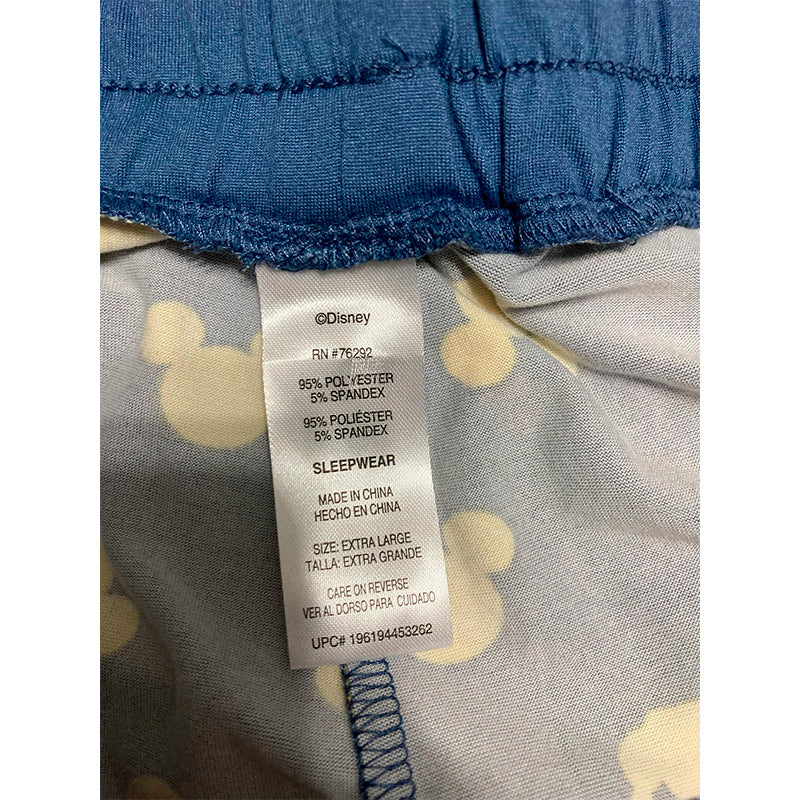 ©Disney
RN #76292
95% POLYESTER
5% SPANDEX
95% POLIÉSTER
5% SPANDEX
SLEEPWEAR
MADE IN CHINA
HECHO EN CHINA
SIZE: EXTRA LARGE
TALLA: EXTRA GRANDE
CARE ON REVERSE
VER AL DORSO PARA CUIDADO
UPC# 196194453262